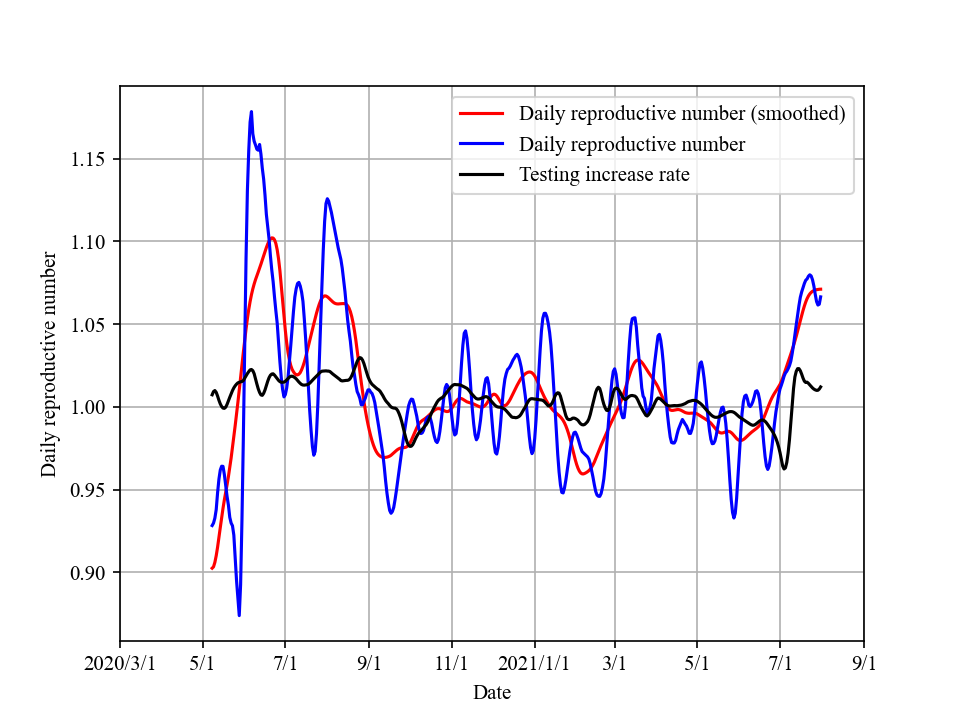 Daily reproductive number (smoothed)
Daily reproductive number
Testing increase rate
Daily reproductive number
1.15
1.10
1.05
1.00
0.95
0.90
2020/3/1 5/1 7/1 9/1 11/1 2021/1/1 3/1 5/1 7/1 9/1
Date